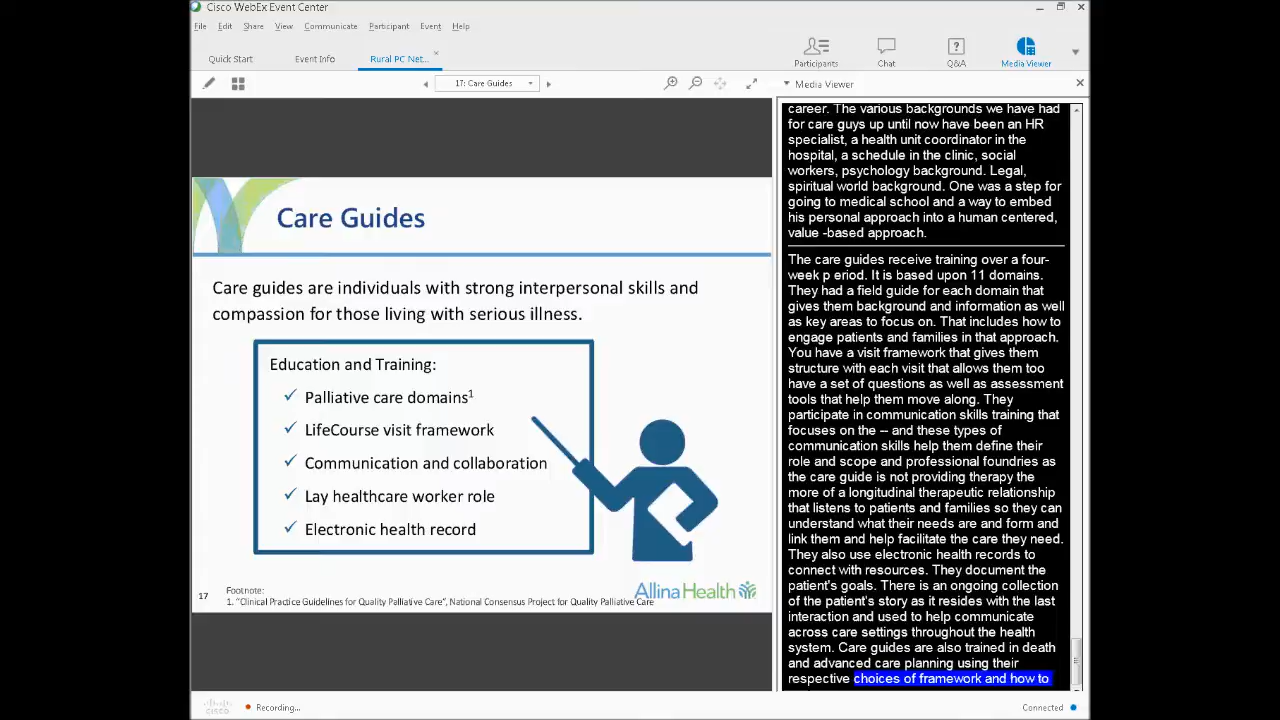 Cisco WebEx Event Center
File Edit Share View Communicate Participant Event Help
Quick Start Event Info Rural PC Net...
Participants Chat Q&A Media Viewer
17: Care Guides
Media Viewer
Care Guides
Care guides are individuals with strong interpersonal skills and
compassion for those living with serious illness.
Education and Training:
✓ Palliative care domains1
✓ LifeCourse visit framework
✓ Communication and collaboration
✓ Lay healthcare worker role
✓ Electronic health record
Allina Health
17
Footnote:
1. "Clinical Practice Guidelines for Quality Palliative Care", National Consensus Project for Quality Palliative Care
career. The various backgrounds we have had
for care guys up until now have been an HR
specialist, a health unit coordinator in the
hospital, a schedule in the clinic, social
workers, psychology background. Legal,
spiritual world background. One was a step for
going to medical school and a way to embed
his personal approach into a human centered,
value -based approach.
The care guides receive training over a four-
week p eriod. It is based upon 11 domains.
They had a field guide for each domain that
gives them background and information as well
as key areas to focus on. That includes how to
engage patients and families in that approach.
You have a visit framework that gives them
structure with each visit that allows them too
have a set of questions as well as assessment
tools that help them move along. They
participate in communication skills training that
focuses on the -- and these types of
communication skills help them define their
role and scope and professional foundries as
the care guide is not providing therapy the
more of a longitudinal therapeutic relationship
that listens to patients and families so they can
understand what their needs are and form and
link them and help facilitate the care they need.
They also use electronic health records to
connect with resources. They document the
patient's goals. There is an ongoing collection
of the patient's story as it resides with the last
interaction and used to help communicate
across care settings throughout the health
system. Care guides are also trained in death
and advanced care planning using their
respective choices of framework and how to
cisco Recording... Connected